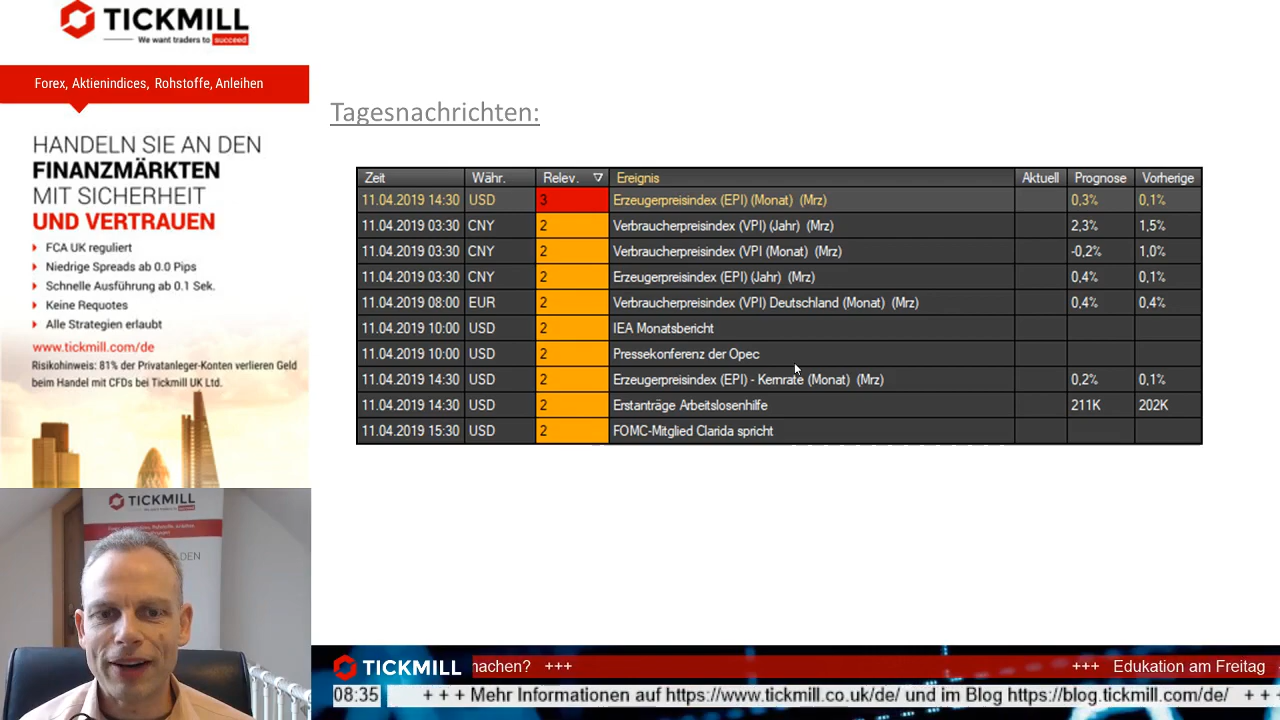 TICKMILL
We want traders to succeed
Forex, Aktienindices, Rohstoffe, Anleihen
HANDELN SIE AN DEN
FINANZMÄRKTEN
MIT SICHERHEIT
UND VERTRAUEN
FCA UK reguliert
Niedrige Spreads ab 0.0 Pips
Schnelle Ausführung ab 0.1 Sek.
Keine Requotes
Alle Strategien erlaubt
www.tickmill.com/de
Risikohinweis: 81% der Privatanleger-Konten verlieren Geld
beim Handel mit CFDs bei Tickmill UK Ltd.
Tagesnachrichten:
Zeit Währ. Relev. Ereignis Aktuell Prognose Vorherige
11.04.2019 14:30 USD 3 Erzeugerpreisindex (EPI) (Monat) (Mrz) 0,3% 0,1%
11.04.2019 03:30 CNY 2 Verbraucherpreisindex (VPI) (Jahr) (Mrz) 2,3% 1,5%
11.04.2019 03:30 CNY 2 Verbraucherpreisindex (VPI (Monat) (Mrz) -0,2% 1,0%
11.04.2019 03:30 CNY 2 Erzeugerpreisindex (EPI) (Jahr) (Mrz) 0,4% 0,1%
11.04.2019 08:00 EUR 2 Verbraucherpreisindex (VPI) Deutschland (Monat) (Mrz) 0,4% 0,4%
11.04.2019 10:00 USD 2 IEA Monatsbericht
11.04.2019 10:00 USD 2 Pressekonferenz der Opec
11.04.2019 14:30 USD 2 Erzeugerpreisindex (EPI) - Kernrate (Monat) (Mrz) 0,2% 0,1%
11.04.2019 14:30 USD 2 Erstanträge Arbeitslosenhilfe 211K 202K
11.04.2019 15:30 USD 2 FOMC-Mitglied Clarida spricht
TICKMILL
TICKMILL machen? +++ +++ Edukation am Freitag
08:35 + + + Mehr Informationen auf https://www.tickmill.co.uk/de/ und im Blog https://blog.tickmill.com/de/ + +